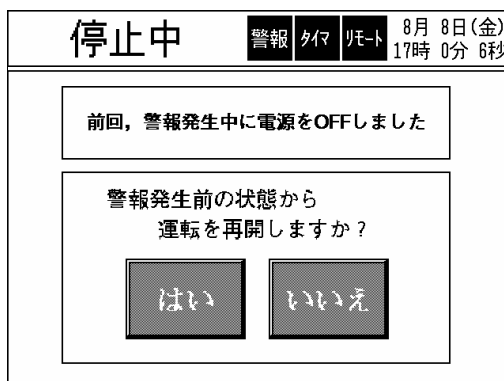 停止中
警報 タイマ リモート
8月 8日(金)
17時 0分 6秒
前回，警報発生中に電源をOFFしました
警報発生前の状態から
運転を再開しますか？
はい いいえ